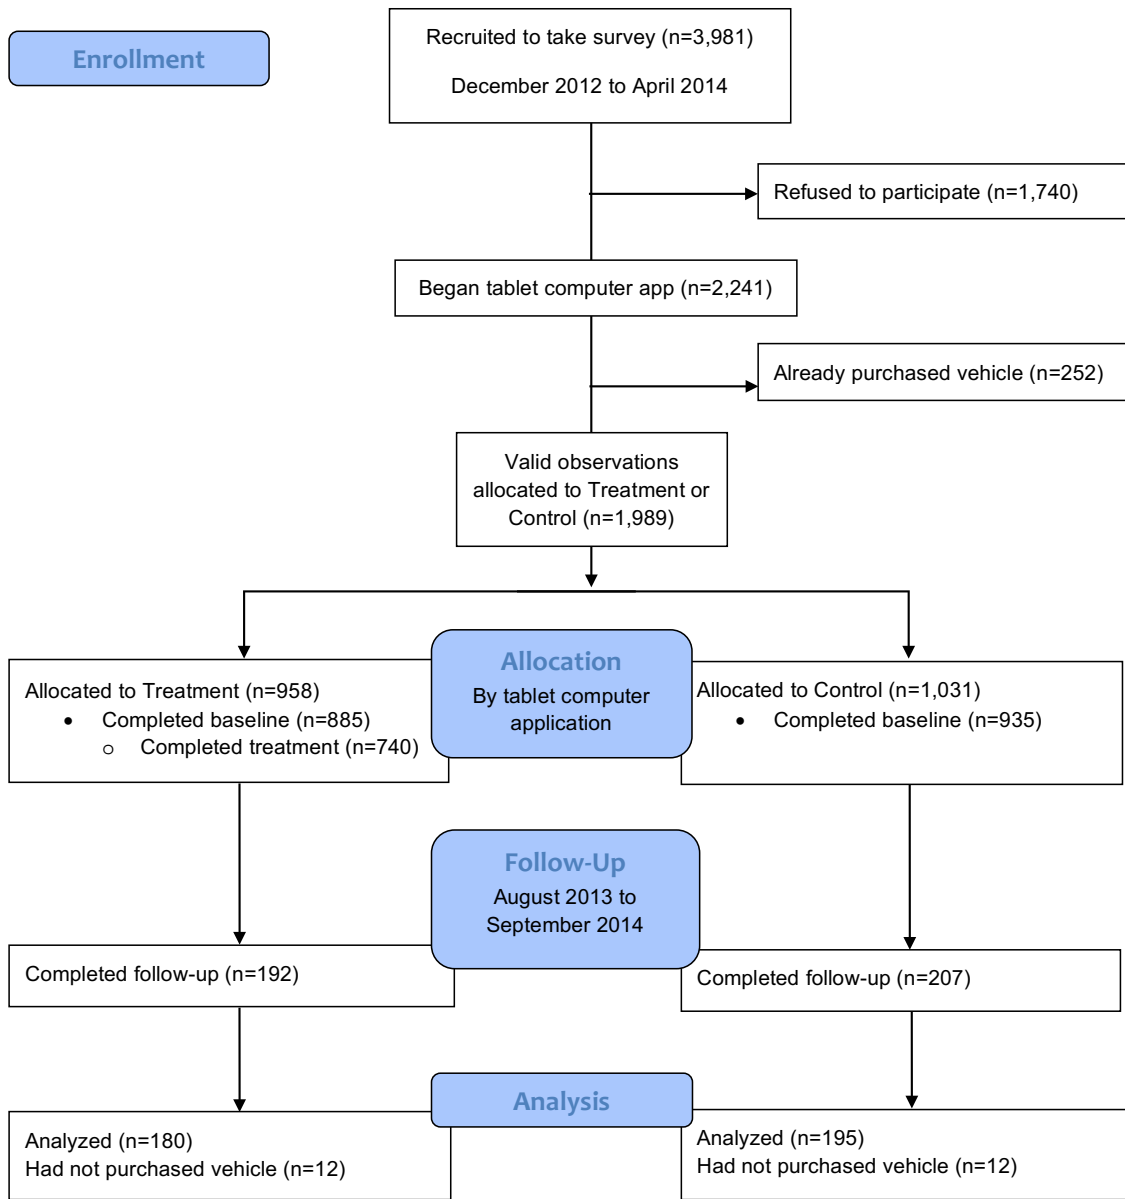 Enrollment
Recruited to take survey (n=3,981)
December 2012 to April 2014
Refused to participate (n=1,740)
Began tablet computer app (n=2,241)
Already purchased vehicle (n=252)
Valid observations
allocated to Treatment or
Control (n=1,989)
Allocation
By tablet computer
application
Allocated to Treatment (n=958)
• Completed baseline (n=885)
o Completed treatment (n=740)
Allocated to Control (n=1,031)
• Completed baseline (n=935)
Follow-Up
August 2013 to
September 2014
Completed follow-up (n=192)
Completed follow-up (n=207)
Analysis
Analyzed (n=180)
Had not purchased vehicle (n=12)
Analyzed (n=195)
Had not purchased vehicle (n=12)